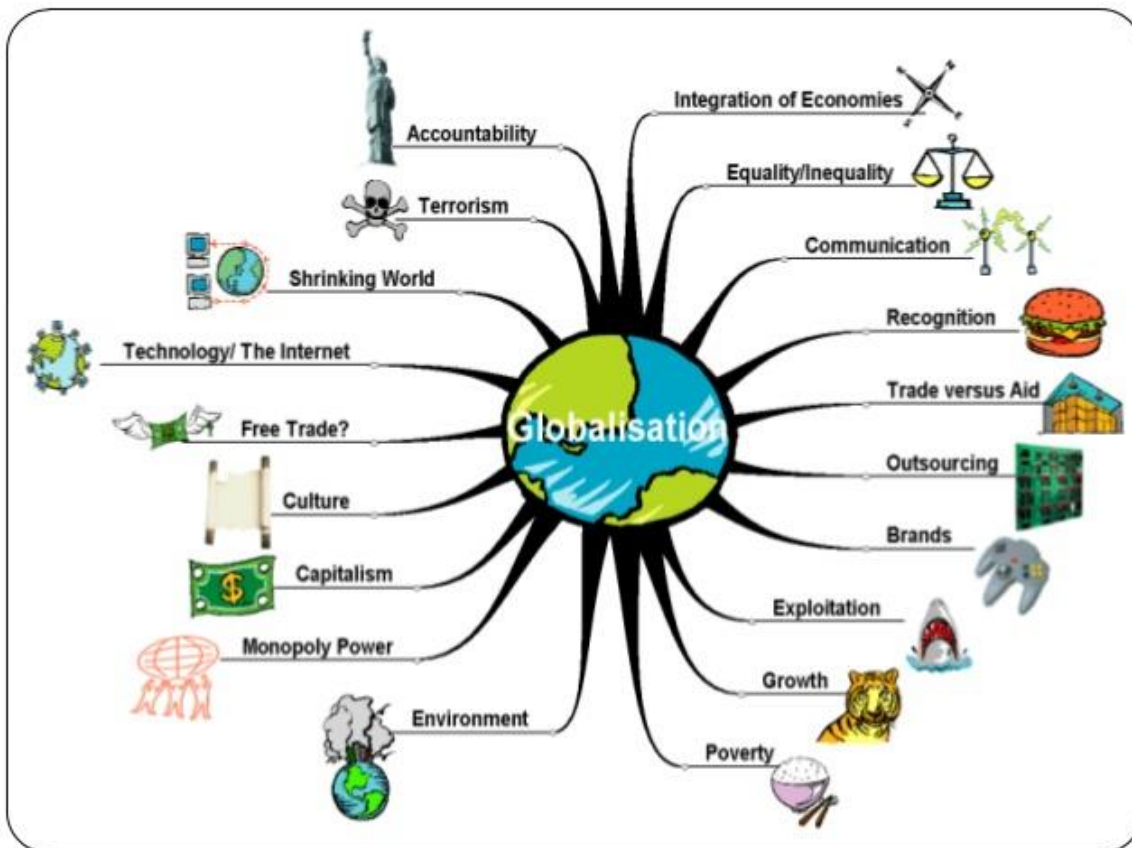 Globalisation
Integration of Economies
Equality/Inequality
Communication
Recognition
Trade versus Aid
Outsourcing
Brands
Exploitation
Growth
Poverty
Environment
Monopoly Power
Capitalism
Culture
Free Trade?
Technology/ The Internet
Shrinking World
Terrorism
Accountability